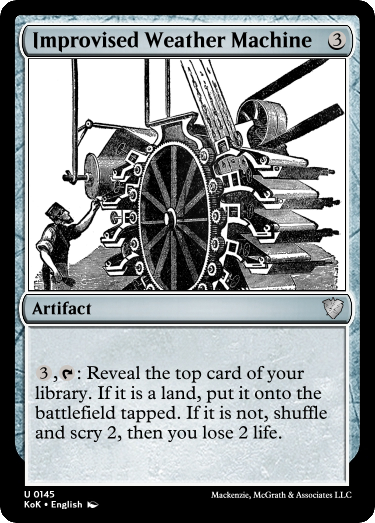 Improvised Weather Machine 3
Artifact
3, T: Reveal the top card of your
library. If it is a land, put it onto the
battlefield tapped. If it is not, shuffle
and scry 2, then you lose 2 life.
U 0145
KoK • English
Mackenzie, McGrath & Associates LLC